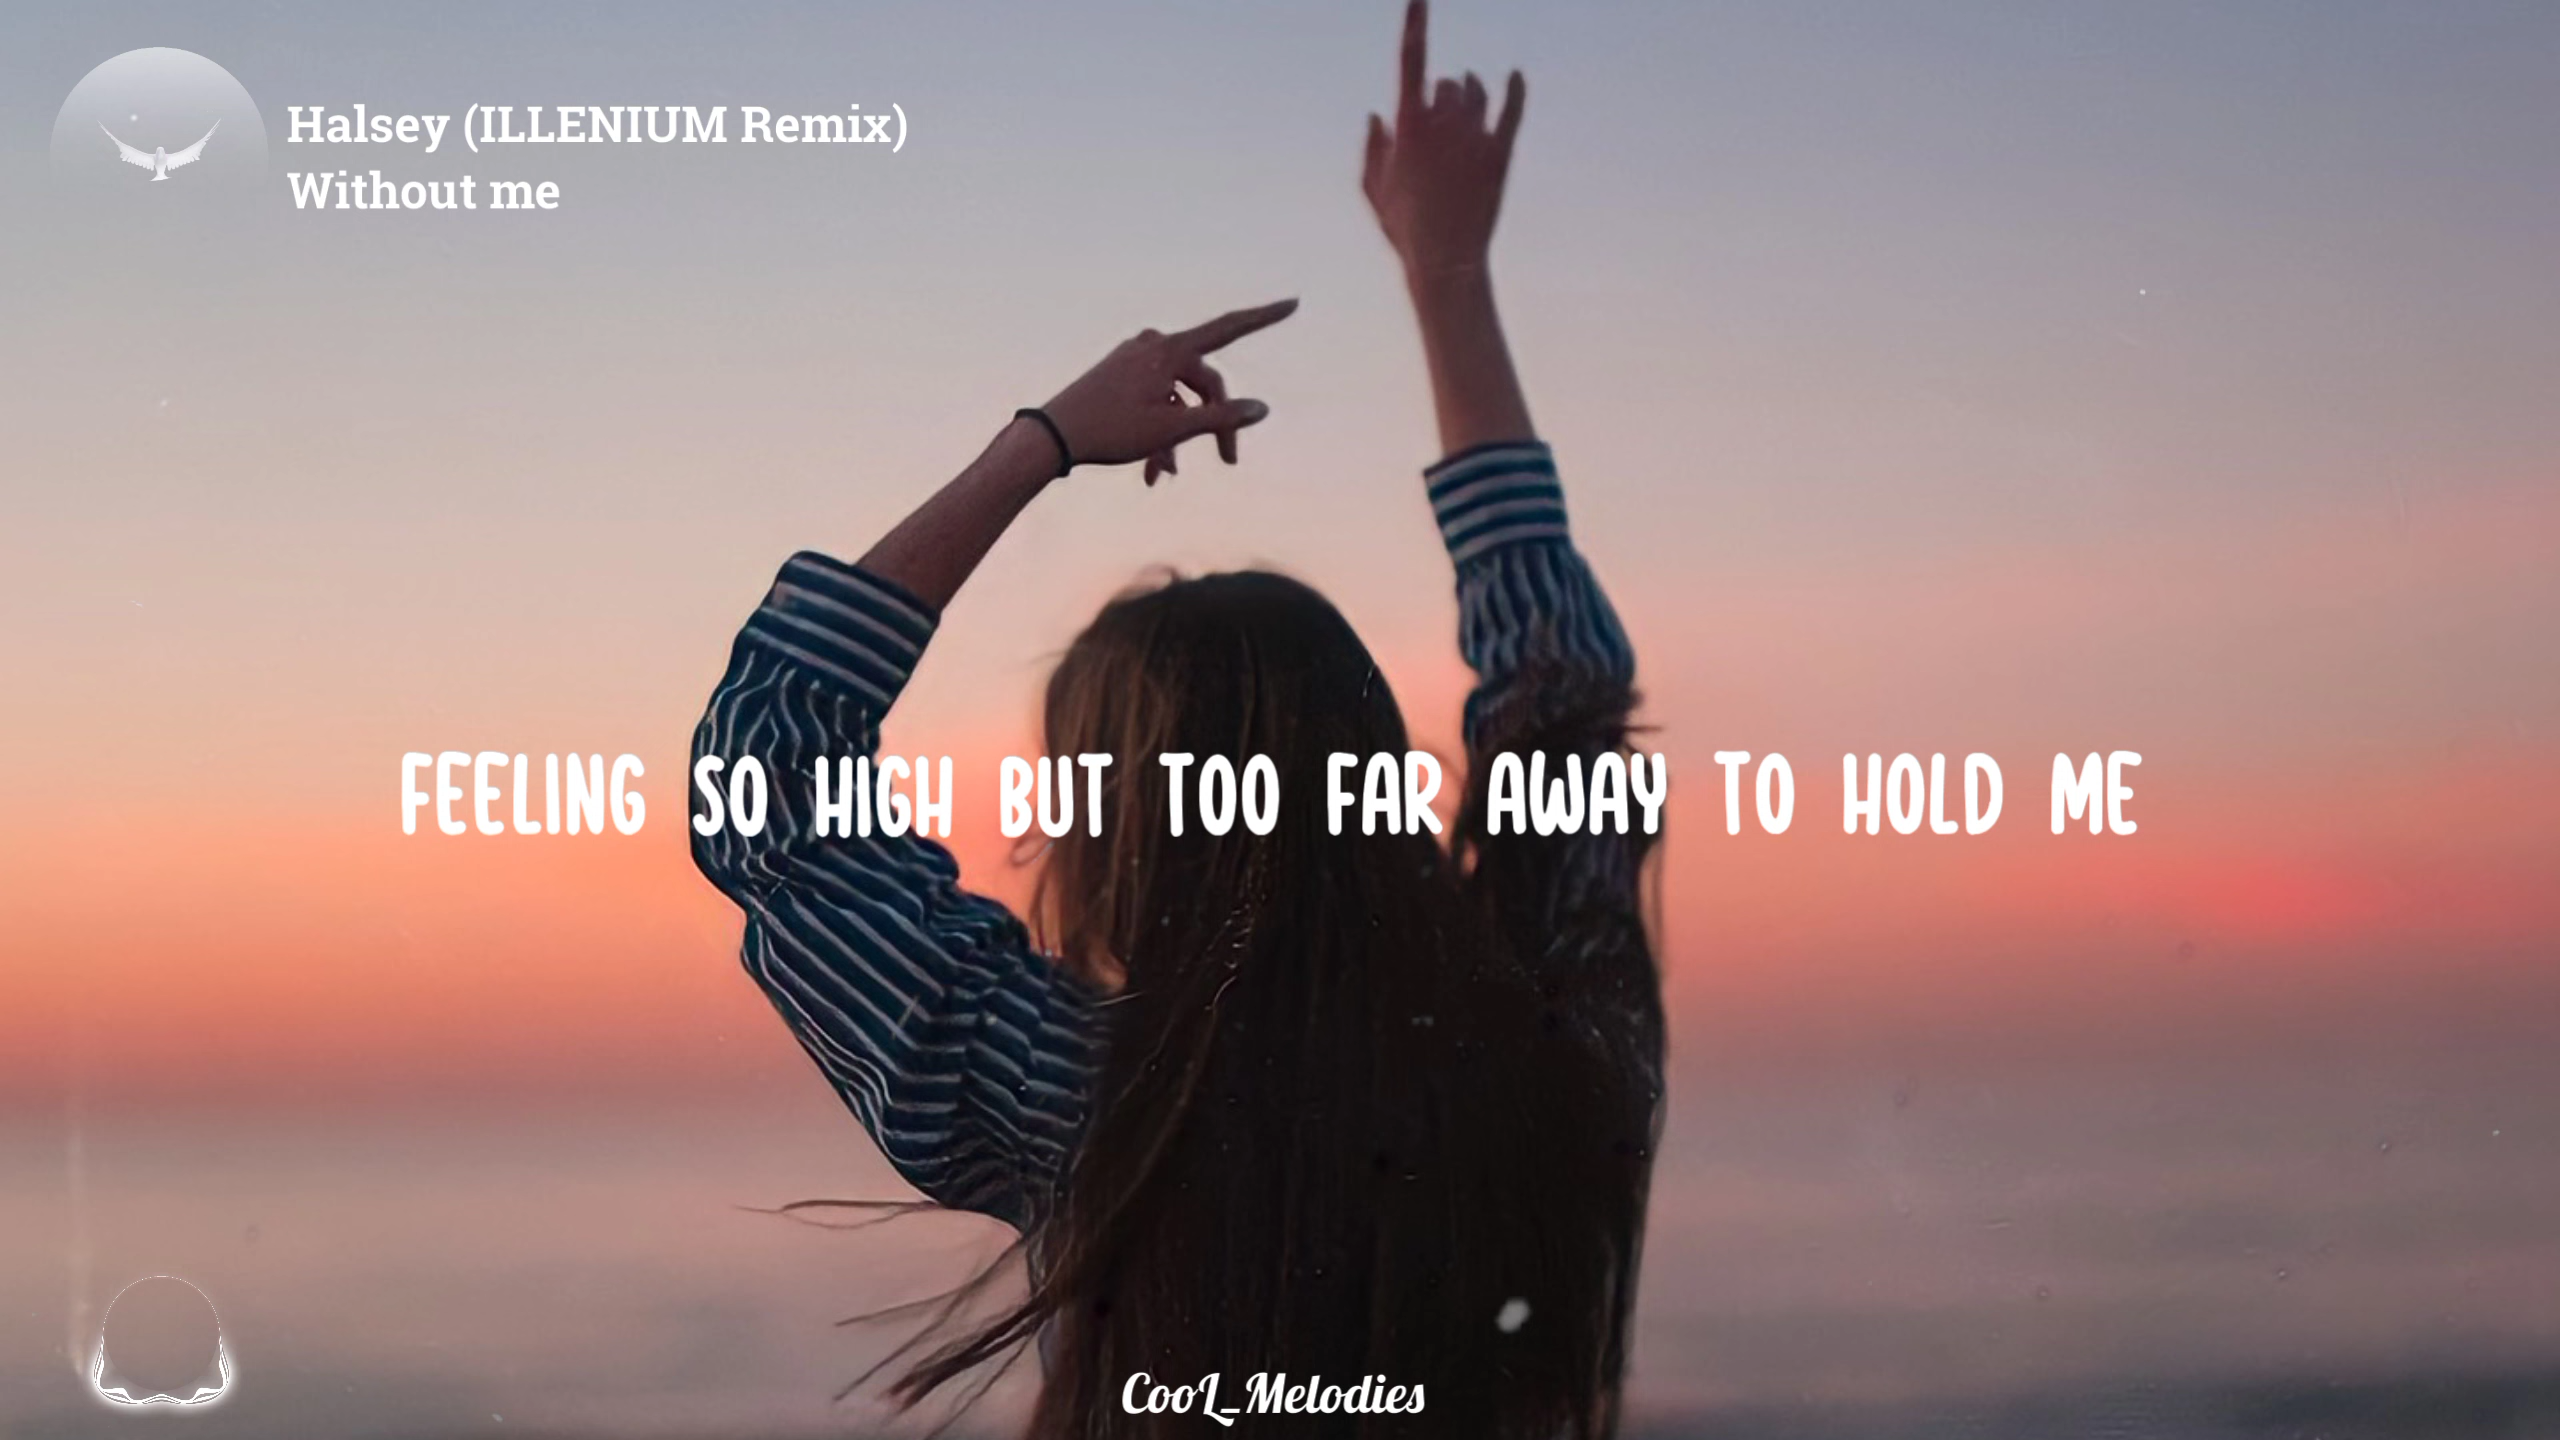 Halsey (ILLENIUM Remix)
Without me
FEELING SO HIGH BUT TOO FAR AWAY TO HOLD ME
CooL_Melodies